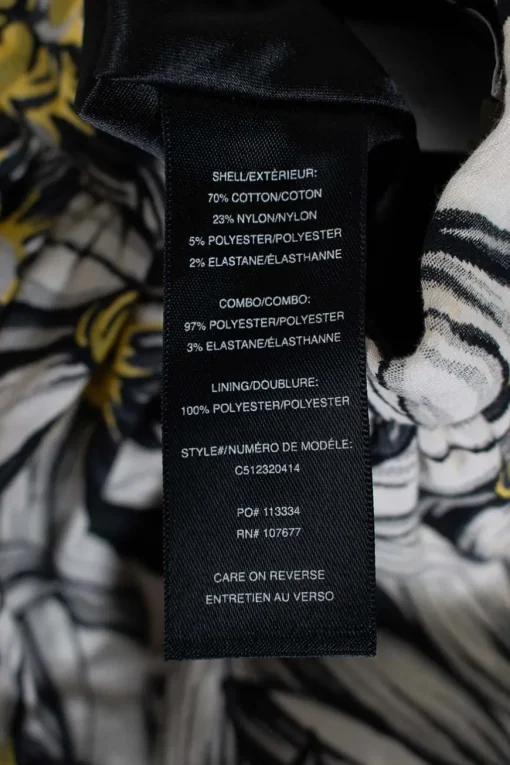 SHELL/EXTÉRIEUR:
70% COTTON/COTON
23% NYLON/NYLON
5% POLYESTER/POLYESTER
2% ELASTANE/ÉLASTHANNE
COMBO/COMBO:
97% POLYESTER/POLYESTER
3% ELASTANE/ÉLASTHANNE
LINING/DOUBLURE:
100% POLYESTER/POLYESTER
STYLE#/NUMÉRO DE MODÈLE:
C512320414
PO# 113334
RN# 107677
CARE ON REVERSE
ENTRETIEN AU VERSO